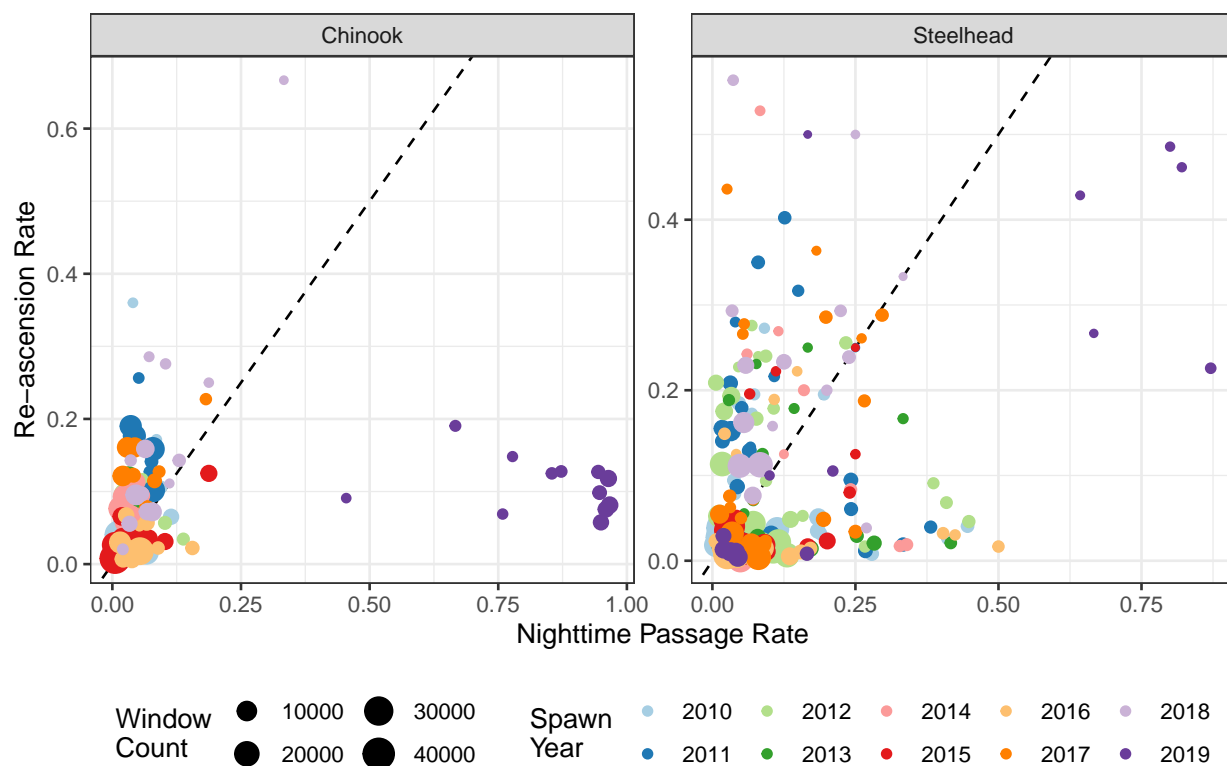 Chinook Steelhead
0.6
0.4
0.2
0.0
0.4
0.2
0.0
Re−ascension Rate
0.00 0.25 0.50 0.75 1.00 0.00 0.25 0.50 0.75
Nighttime Passage Rate
Window
Count
10000 30000
20000 40000
Spawn
Year
2010 2012 2014 2016 2018
2011 2013 2015 2017 2019